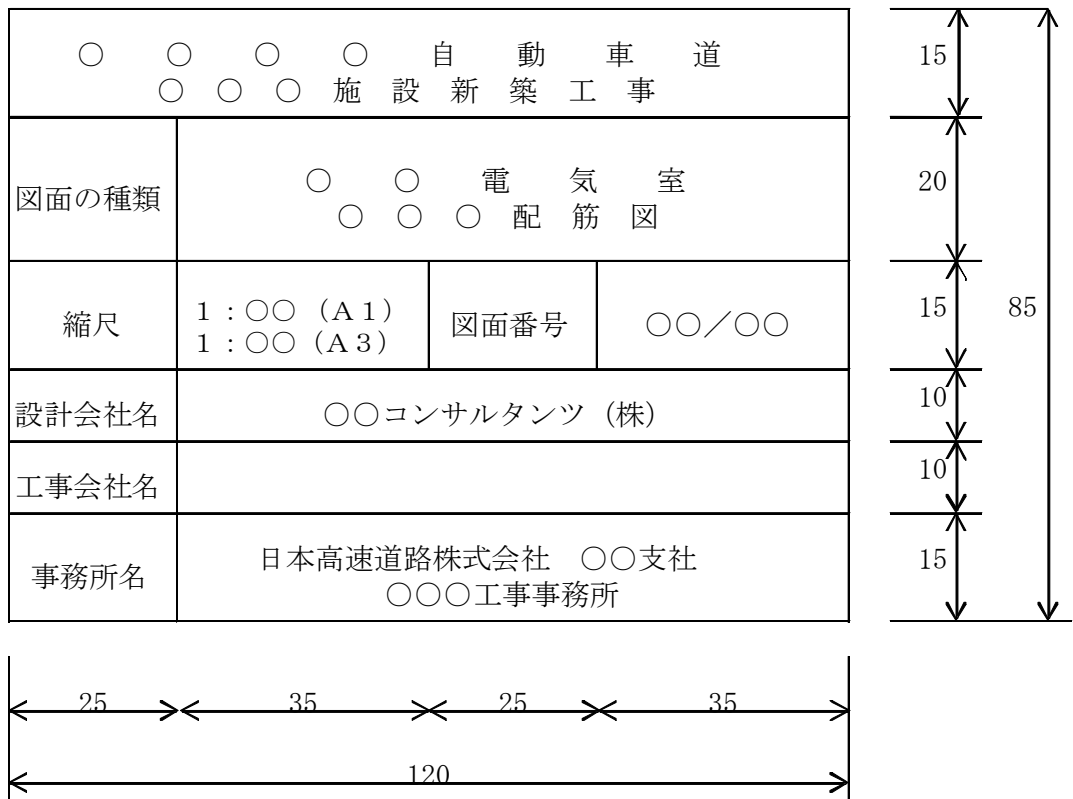 ○　○　○　○　自　動　車　道
○　○　○　施　設　新　築　工　事
図面の種類
○　○　電　気　室
○　○　○　配　筋　図
縮尺
１：○○（Ａ１）
１：○○（Ａ３）
図面番号
○○／○○
設計会社名
○○コンサルタンツ（株）
工事会社名
事務所名
日本高速道路株式会社　○○支社
○○○工事事務所
15
20
15
85
10
10
15
25
35
25
35
120